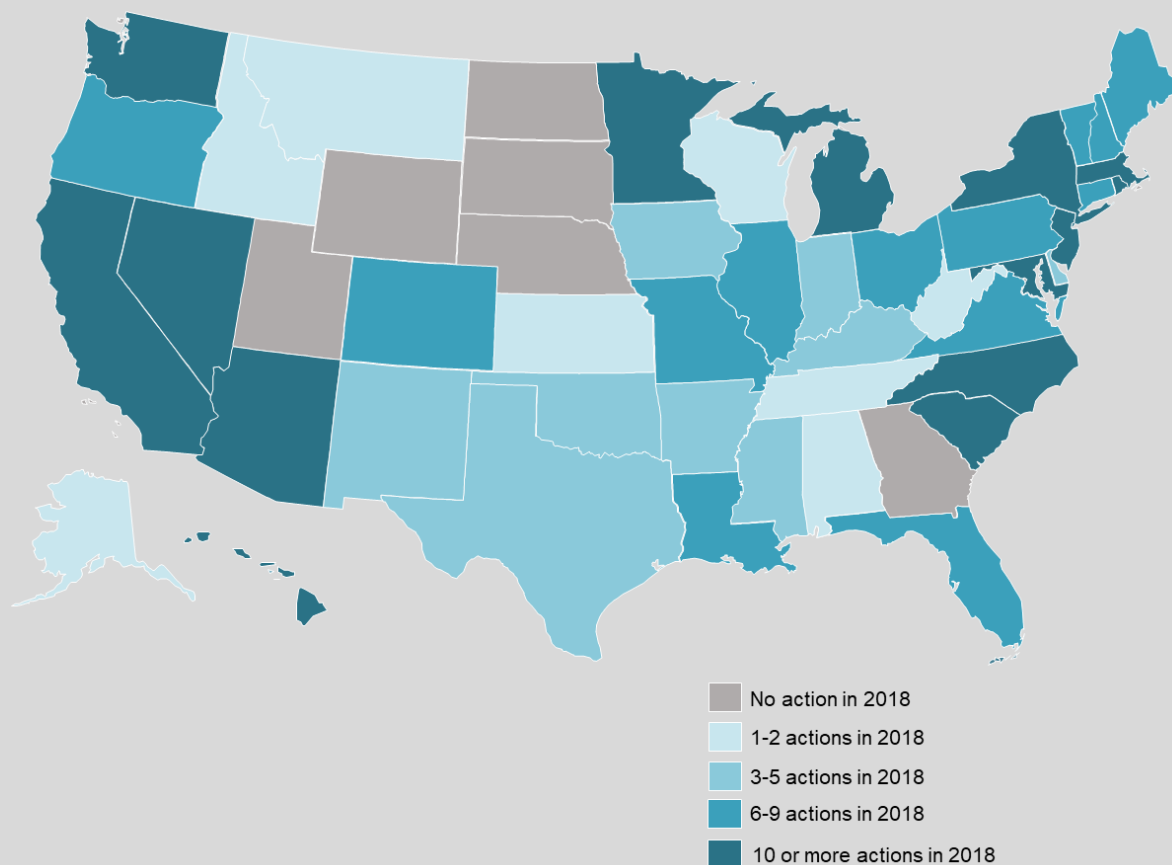 No action in 2018
1-2 actions in 2018
3-5 actions in 2018
6-9 actions in 2018
10 or more actions in 2018